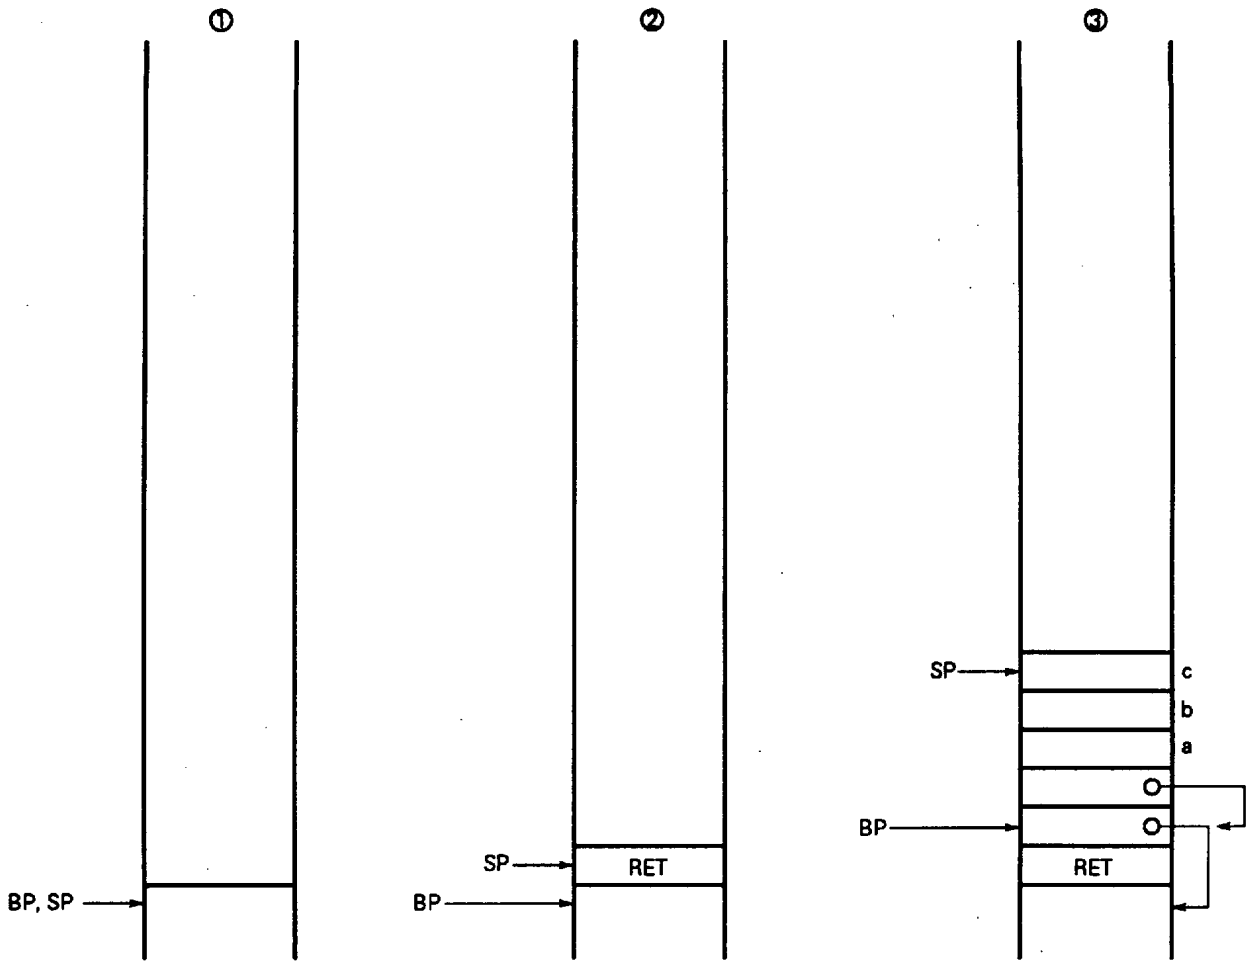 ① ② ③
SP c
b
a
BP
SP RET RET
BP, SP BP